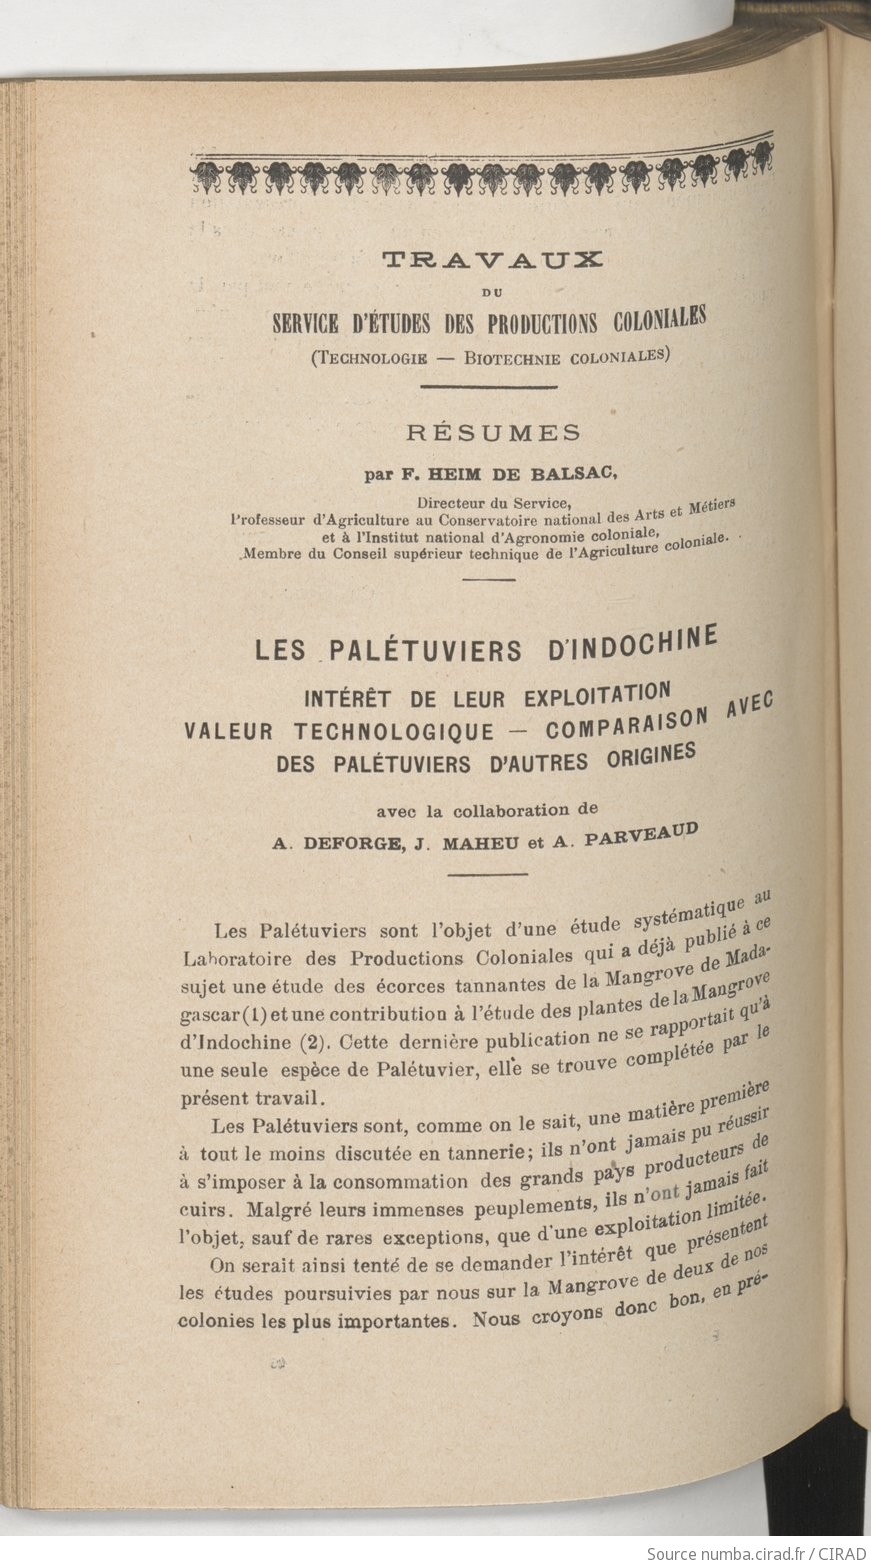 TRAVAUX
DU
SERVICE D'ÉTUDES DES PRODUCTIONS COLONIALES
(TECHNOLOGIE — BIOTECHNIE COLONIALES)
RÉSUMES
par F. HEIM DE BALSAC,
Directeur du Service,
Professeur d'Agriculture au Conservatoire national des Arts et Métiers
et à l'Institut national d'Agronomie coloniale,
Membre du Conseil supérieur technique de l'Agriculture coloniale.
LES PALÉTUVIERS D'INDOCHINE
INTÉRÊT DE LEUR EXPLOITATION
VALEUR TECHNOLOGIQUE — COMPARAISON AVEC
DES PALÉTUVIERS D'AUTRES ORIGINES
avec la collaboration de
A. DEFORGE, J. MAHEU et A. PARVEAUD
Les Palétuviers sont l'objet d'une étude systématique au
Laboratoire des Productions Coloniales qui a déjà publié à ce
sujet une étude des écorces tannantes de la Mangrove de Mada-
gascar (1) et une contribution à l'étude des plantes de la Mangrove
d'Indochine (2). Cette dernière publication ne se rapportait qu'à
une seule espèce de Palétuvier, elle se trouve complétée par le
présent travail.
Les Palétuviers sont, comme on le sait, une matière première
à tout le moins discutée en tannerie; ils n'ont jamais pu réussir
à s'imposer à la consommation des grands pays producteurs de
cuirs. Malgré leurs immenses peuplements, ils n'ont jamais fait
l'objet, sauf de rares exceptions, que d'une exploitation limitée.
On serait ainsi tenté de se demander l'intérêt que présentent
les études poursuivies par nous sur la Mangrove de deux de nos
colonies les plus importantes. Nous croyons donc bon, en pré-
Source numba.cirad.fr / CIRAD